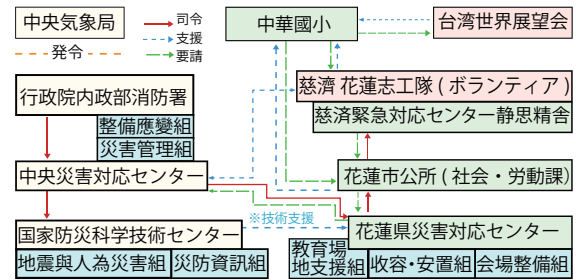 中央気象局
発令
司令
支援
要請
中華國小
台湾世界展望会
行政院内政部消防署
整備應變組
災害管理組
慈濟 花蓮志工隊(ボランティア)
慈済緊急対応センター静思精舎
中央災害対応センター
花蓮市公所(社会・労働課)
※技術支援
国家防災科学技術センター
地震與人為災害組
災防資訊組
花蓮県災害対応センター
教育場
地支援組
收容·安置組
会場整備組